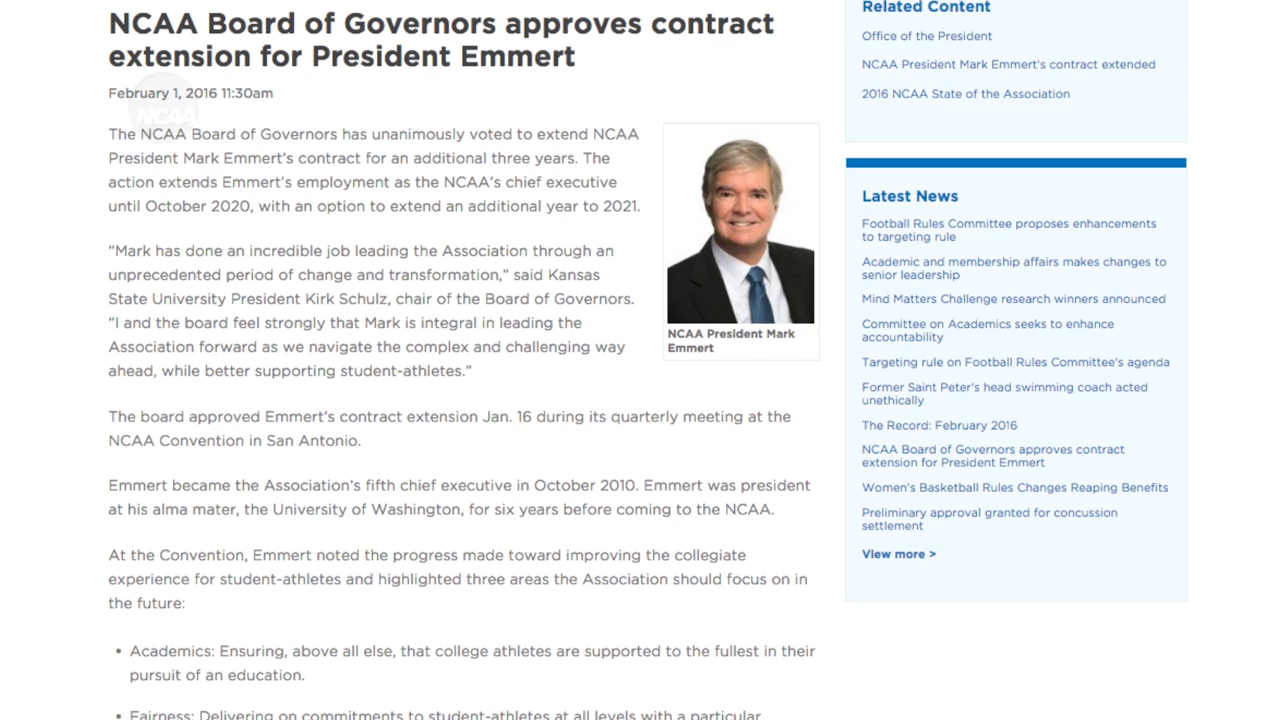 NCAA Board of Governors approves contract
extension for President Emmert
February 1, 2016 11:30am
NCAA
The NCAA Board of Governors has unanimously voted to extend NCAA
President Mark Emmert's contract for an additional three years. The
action extends Emmert's employment as the NCAA's chief executive
until October 2020, with an option to extend an additional year to 2021.
“Mark has done an incredible job leading the Association through an
unprecedented period of change and transformation,” said Kansas
State University President Kirk Schulz, chair of the Board of Governors.
“I and the board feel strongly that Mark is integral in leading the
Association forward as we navigate the complex and challenging way
ahead, while better supporting student-athletes.”
NCAA President Mark
Emmert
The board approved Emmert's contract extension Jan. 16 during its quarterly meeting at the
NCAA Convention in San Antonio.
Emmert became the Association's fifth chief executive in October 2010. Emmert was president
at his alma mater, the University of Washington, for six years before coming to the NCAA.
At the Convention, Emmert noted the progress made toward improving the collegiate
experience for student-athletes and highlighted three areas the Association should focus on in
the future:
• Academics: Ensuring, above all else, that college athletes are supported to the fullest in their
pursuit of an education.
• Fairness: Delivering on commitments to student-athletes at all levels with a particular
Related Content
Office of the President
NCAA President Mark Emmert's contract extended
2016 NCAA State of the Association
Latest News
Football Rules Committee proposes enhancements
to targeting rule
Academic and membership affairs makes changes to
senior leadership
Mind Matters Challenge research winners announced
Committee on Academics seeks to enhance
accountability
Targeting rule on Football Rules Committee's agenda
Former Saint Peter's head swimming coach acted
unethically
The Record: February 2016
NCAA Board of Governors approves contract
extension for President Emmert
Women's Basketball Rules Changes Reaping Benefits
Preliminary approval granted for concussion
settlement
View more >